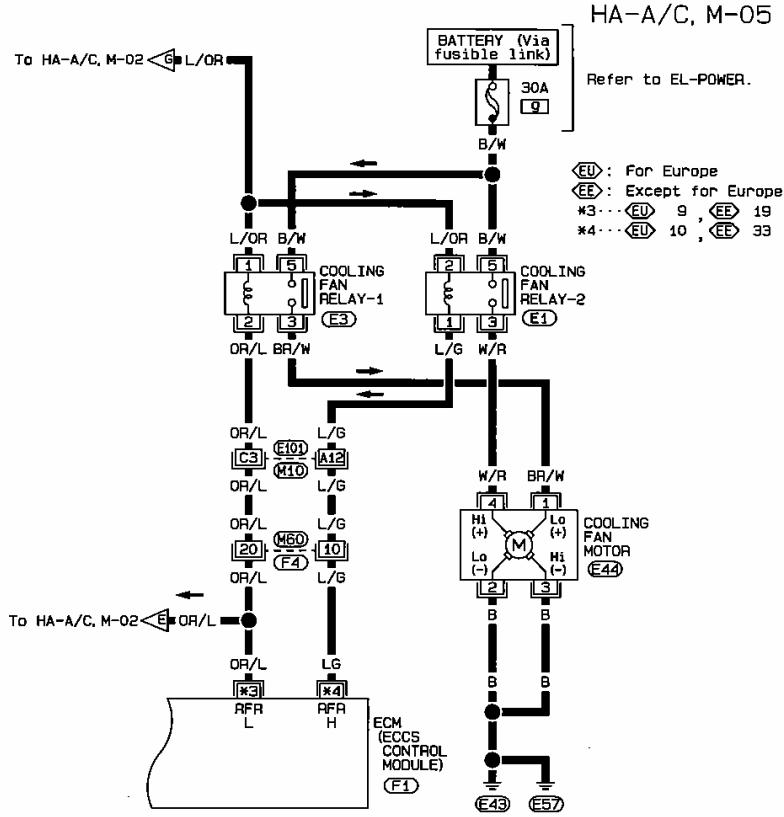 HA-A/C, M-05
BATTERY (Via
fusible link)
To HA-A/C, M-02 G L/OR
30A
9
Refer to EL-POWER.
B/W
EU : For Europe
EE : Except for Europe
*3··· EU 9 , EE 19
*4··· EU 10 , EE 33
L/OR B/W L/OR B/W
1 5 2 5
COOLING
FAN
RELAY-1
E3
COOLING
FAN
RELAY-2
E1
2 3 1 3
OR/L BR/W L/G W/R
OR/L L/G
C3 E101 A12
M10
OR/L L/G
W/R BR/W
4 1
Hi
(+)
Lo
(+)
M
Lo
(-)
Hi
(-)
COOLING
FAN
MOTOR
E44
2 3
OR/L L/G
20 M60 10
F4
OR/L L/G
B B
To HA-A/C, M-02 E OR/L
OR/L LG
B B
*3 *4
RFR
L
RFR
H
ECM
(ECCS
CONTROL
MODULE)
F1
E43 E57